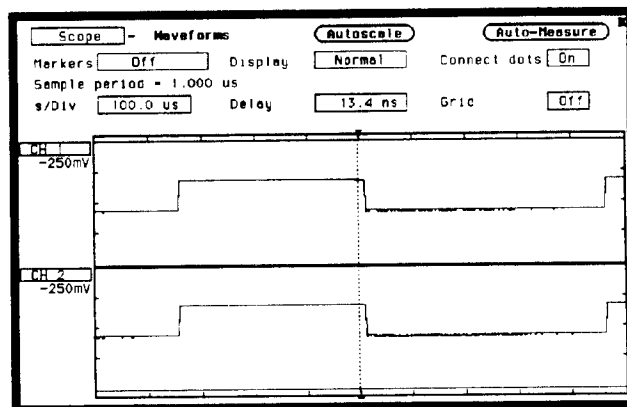 Scope - Waveforms Autoscale Auto-Measure
Markers Off Display Normal Connect dots On
Sample period = 1.000 us
s/Div 100.0 us Delay 13.4 ns Grid Off
CH 1
-250mV
CH 2
-250mV